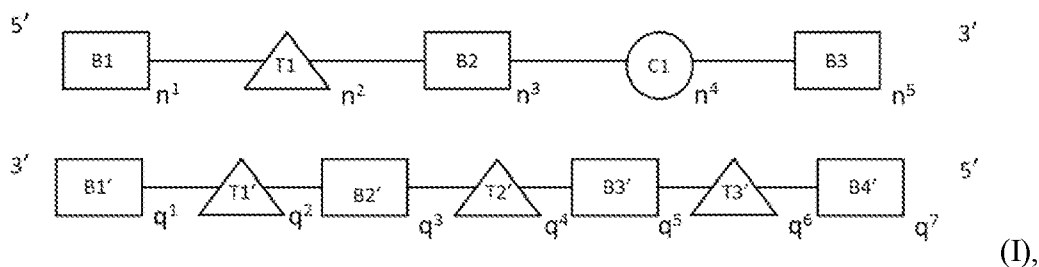 5′ B1 n¹ T1 n² B2 n³ C1 n⁴ B3 n⁵ 3′
3′ B1′ q¹ T1′ q² B2′ q³ T2′ q⁴ B3′ q⁵ T3′ q⁶ B4′ q⁷ 5′
(I),